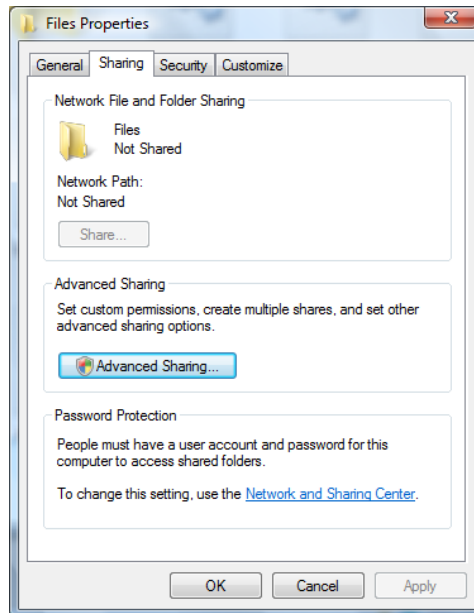 Files Properties
General Sharing Security Customize
Network File and Folder Sharing
Files
Not Shared
Network Path:
Not Shared
Share...
Advanced Sharing
Set custom permissions, create multiple shares, and set other
advanced sharing options.
Advanced Sharing...
Password Protection
People must have a user account and password for this
computer to access shared folders.
To change this setting, use the Network and Sharing Center.
OK Cancel Apply